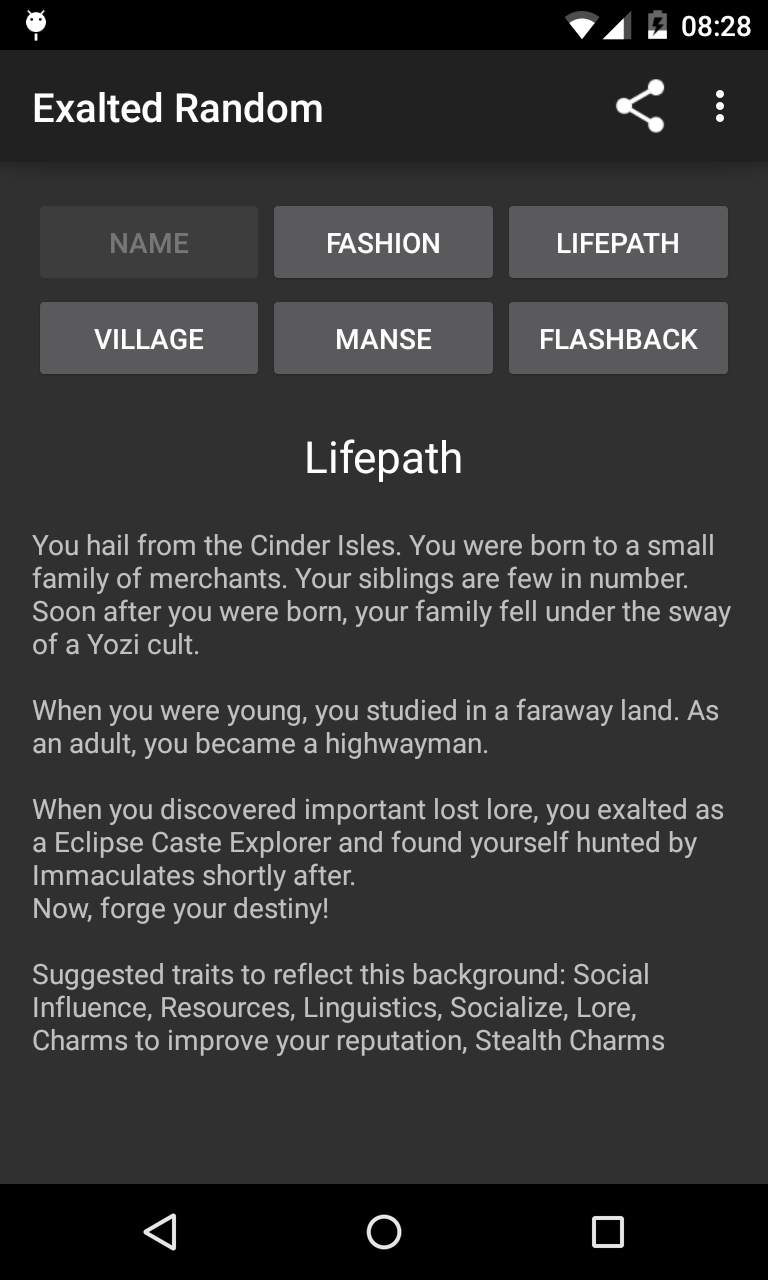 08:28
Exalted Random
NAME
FASHION
LIFEPATH
VILLAGE
MANSE
FLASHBACK
Lifepath
You hail from the Cinder Isles. You were born to a small
family of merchants. Your siblings are few in number.
Soon after you were born, your family fell under the sway
of a Yozi cult.
When you were young, you studied in a faraway land. As
an adult, you became a highwayman.
When you discovered important lost lore, you exalted as
a Eclipse Caste Explorer and found yourself hunted by
Immaculates shortly after.
Now, forge your destiny!
Suggested traits to reflect this background: Social
Influence, Resources, Linguistics, Socialize, Lore,
Charms to improve your reputation, Stealth Charms